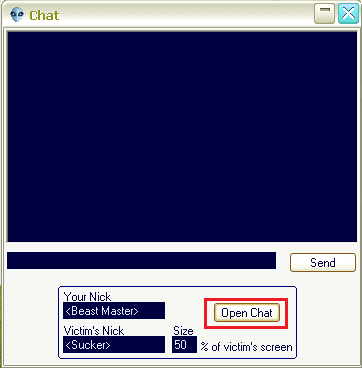 Chat
Send
Your Nick
<Beast Master>
Open Chat
Victim's Nick
Size
<Sucker>
50
% of victim's screen